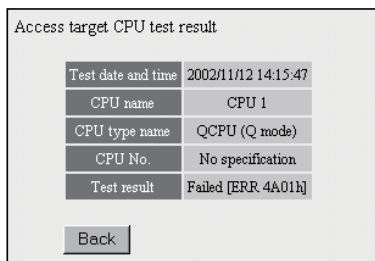 Access target CPU test result
Test date and time 2002/11/12 14:15:47
CPU name CPU 1
CPU type name QCPU (Q mode)
CPU No. No specification
Test result Failed [ERR 4A01h]
Back